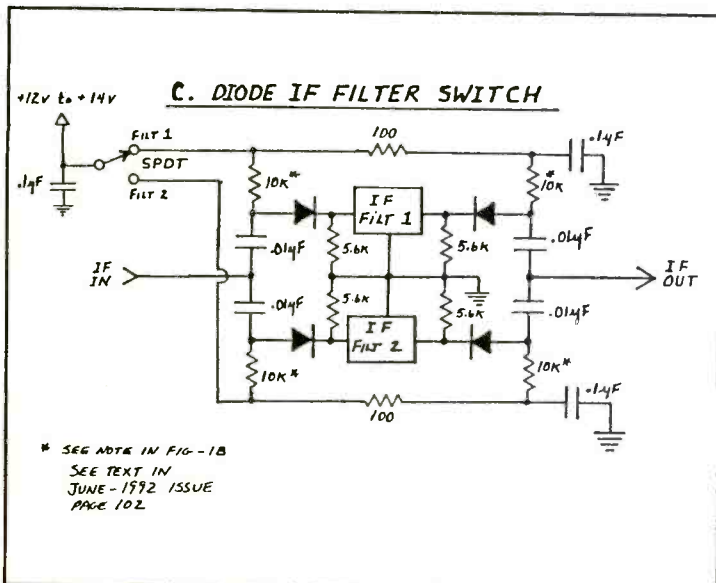 C. DIODE IF FILTER SWITCH
+12v to +14v
FILT 1
SPDT
FILT 2
.1µF
100
.1µF
10K*
*
10K
IF
FILT 1
.01µF
5.6K
5.6K
.01µF
IF
IN
IF
OUT
.01µF
5.6K
5.6K
.01µF
IF
FILT 2
10K*
10K*
.1µF
100
* SEE NOTE IN FIG-1B
SEE TEXT IN
JUNE-1992 ISSUE
PAGE 102